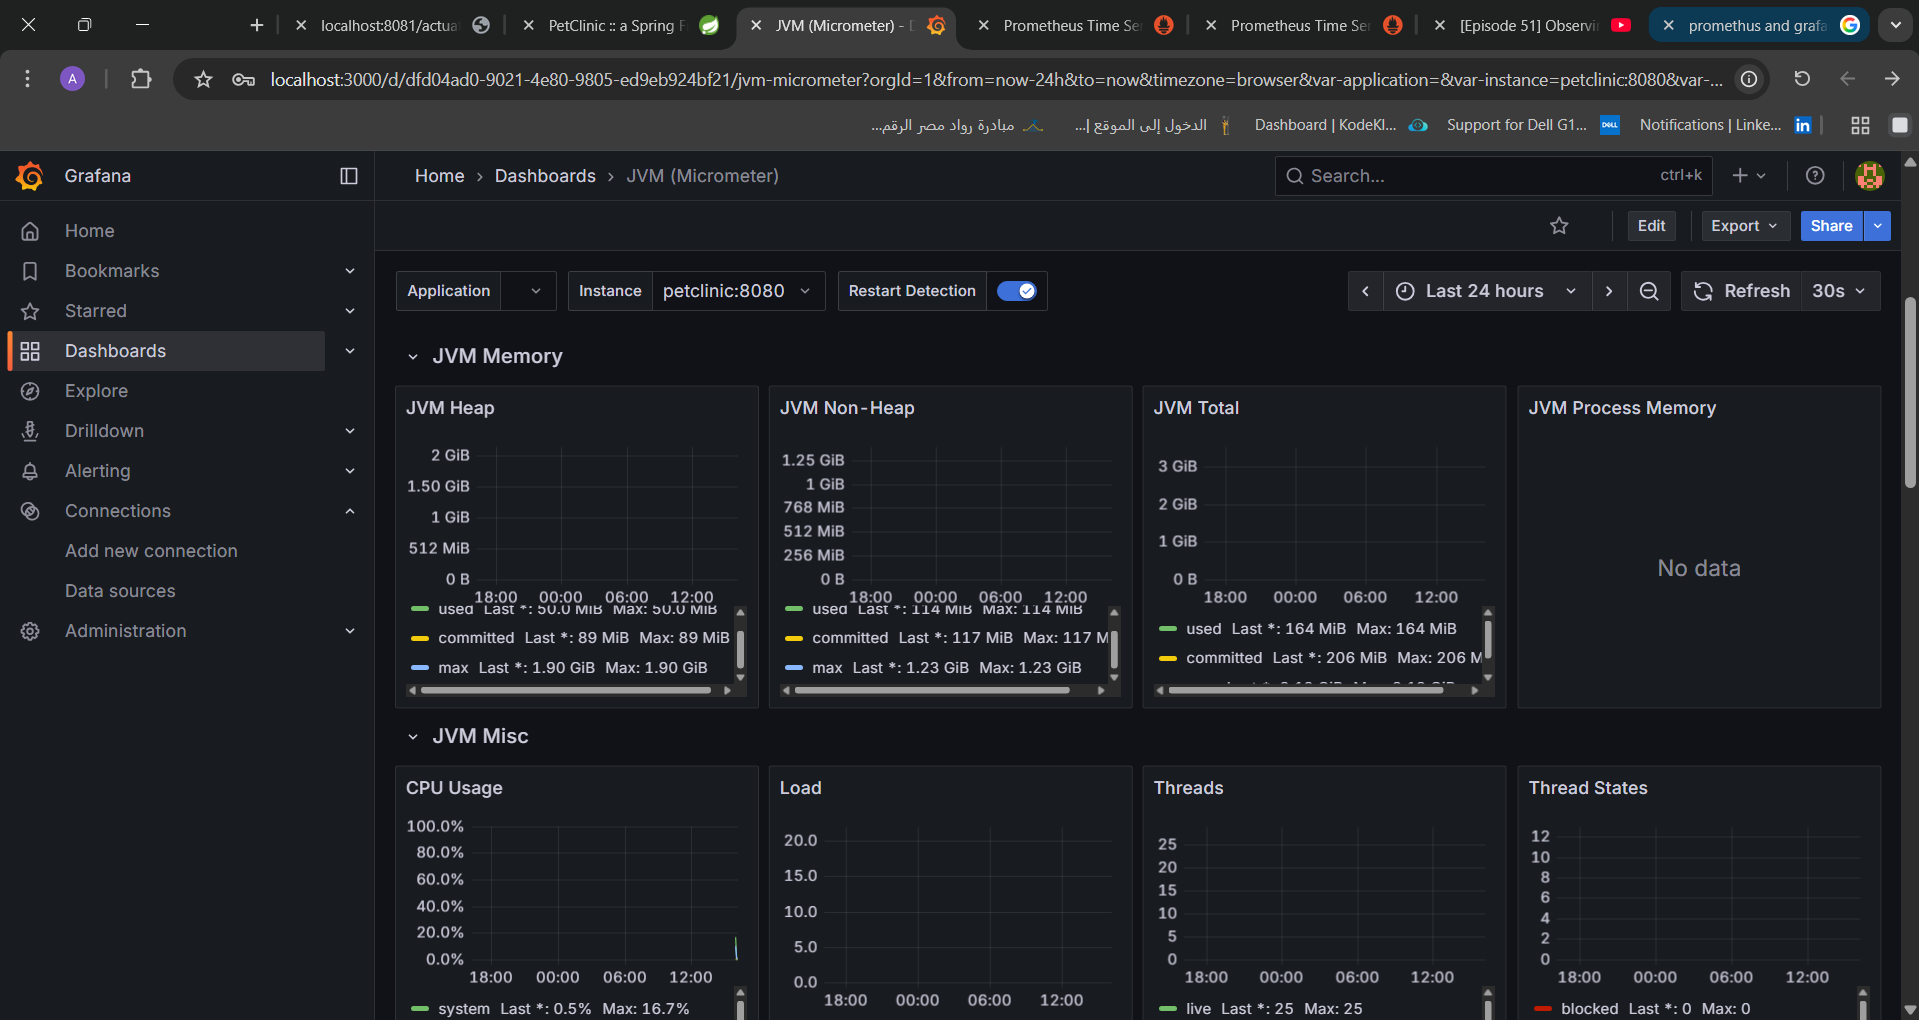 localhost:8081/actua
PetClinic :: a Spring F
JVM (Micrometer) - D
Prometheus Time Se
Prometheus Time Se
[Episode 51] Observi
promethus and grafa
A
localhost:3000/d/dfd04ad0-9021-4e80-9805-ed9eb924bf21/jvm-micrometer?orgId=1&from=now-24h&to=now&timezone=browser&var-application=&var-instance=petclinic:8080&var-...
مبادرة رواد مصر الرقم...
الدخول إلى الموقع |...
Dashboard | KodeKl...
Support for Dell G1...
DELL
Notifications | Linke...
in
Grafana
Home › Dashboards › JVM (Micrometer)
Search...
ctrl+k
Edit
Export
Share
Home
Bookmarks
Starred
Dashboards
Explore
Drilldown
Alerting
Connections
Add new connection
Data sources
Administration
Application
Instance petclinic:8080
Restart Detection
Last 24 hours
Refresh 30s
JVM Memory
JVM Heap
2 GiB
1.50 GiB
1 GiB
512 MiB
0 B
18:00 00:00 06:00 12:00
used Last *: 50.0 MiB Max: 50.0 MiB
committed Last *: 89 MiB Max: 89 MiB
max Last *: 1.90 GiB Max: 1.90 GiB
JVM Non-Heap
1.25 GiB
1 GiB
768 MiB
512 MiB
256 MiB
0 B
18:00 00:00 06:00 12:00
used Last *: 114 MiB Max: 114 MiB
committed Last *: 117 MiB Max: 117 M
max Last *: 1.23 GiB Max: 1.23 GiB
JVM Total
3 GiB
2 GiB
1 GiB
0 B
18:00 00:00 06:00 12:00
used Last *: 164 MiB Max: 164 MiB
committed Last *: 206 MiB Max: 206 M
JVM Process Memory
No data
JVM Misc
CPU Usage
100.0%
80.0%
60.0%
40.0%
20.0%
0.0%
18:00 00:00 06:00 12:00
system Last *: 0.5% Max: 16.7%
Load
20.0
15.0
10.0
5.0
0.0
18:00 00:00 06:00 12:00
Threads
25
20
15
10
5
0
18:00 00:00 06:00 12:00
live Last *: 25 Max: 25
Thread States
12
10
8
6
4
2
0
18:00 00:00 06:00 12:00
blocked Last *: 0 Max: 0